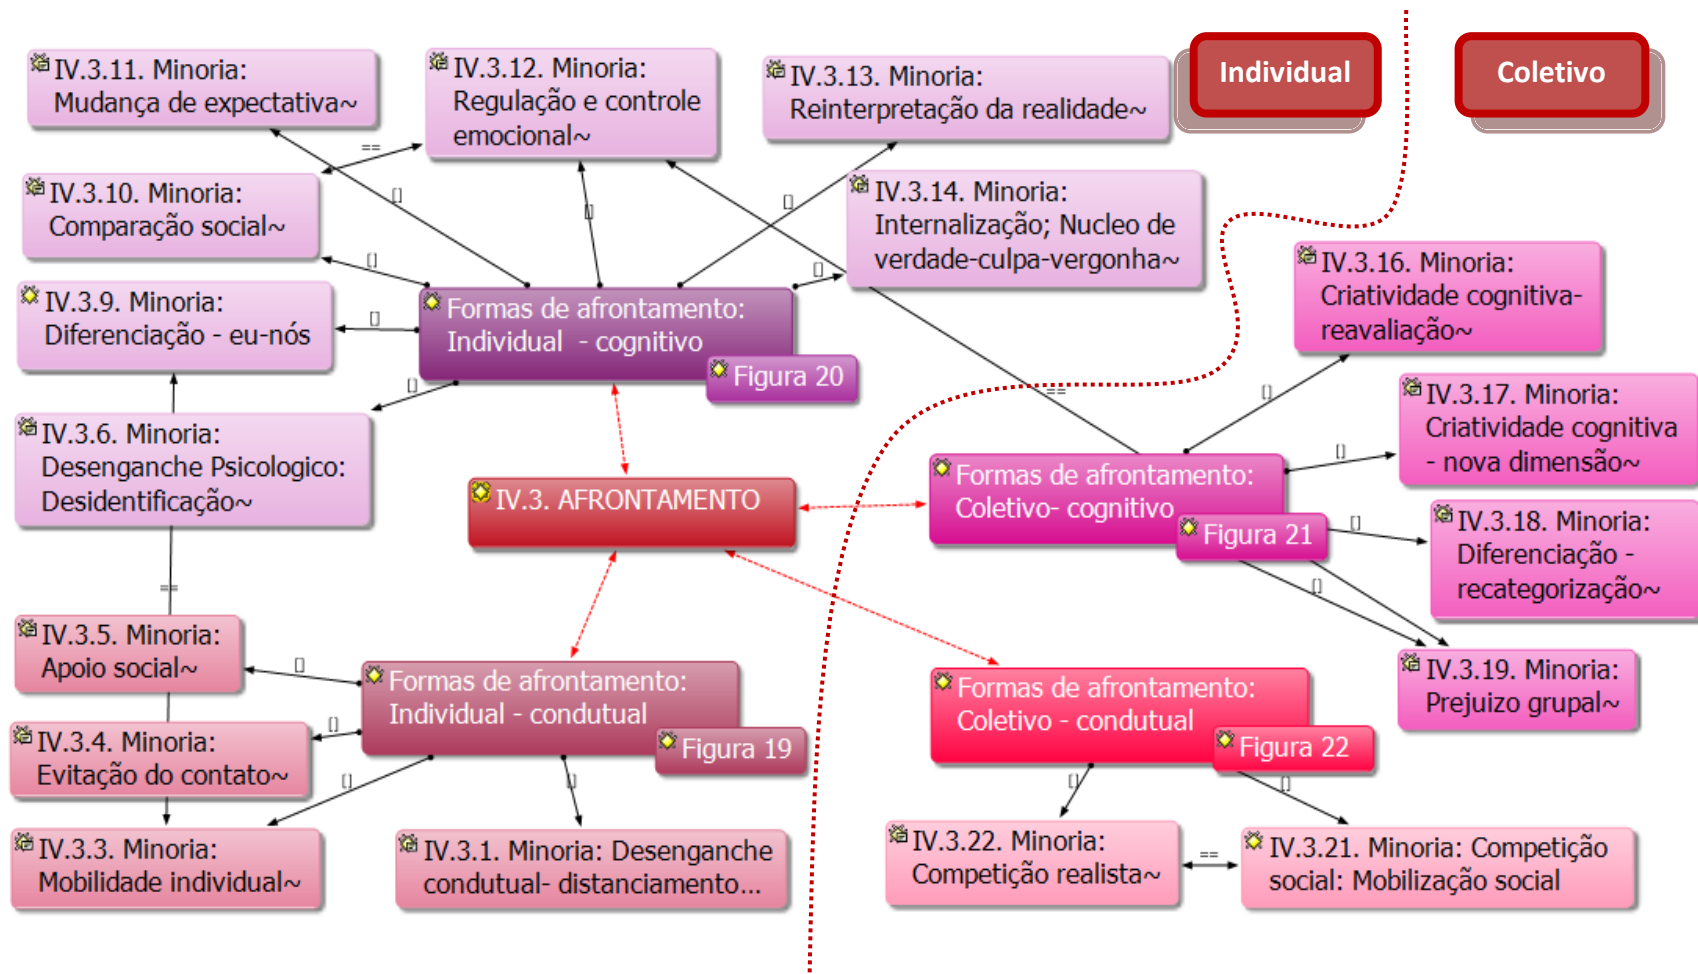 Individual
Coletivo
IV.3.11. Minoria:
Mudança de expectativa~
IV.3.12. Minoria:
Regulação e controle
emocional~
IV.3.13. Minoria:
Reinterpretação da realidade~
==
[]
[]
[]
IV.3.10. Minoria:
Comparação social~
IV.3.14. Minoria:
Internalização; Nucleo de
verdade-culpa-vergonha~
[]
[]
IV.3.16. Minoria:
Criatividade cognitiva-
reavaliação~
IV.3.9. Minoria:
Diferenciação - eu-nós
[]
Formas de afrontamento:
Individual  - cognitivo
Figura 20
[]
==
[]
IV.3.17. Minoria:
Criatividade cognitiva
- nova dimensão~
IV.3.6. Minoria:
Desenganche Psicologico:
Desidentificação~
[]
IV.3. AFRONTAMENTO
Formas de afrontamento:
Coletivo- cognitivo
Figura 21
[]
IV.3.18. Minoria:
Diferenciação -
recategorização~
==
[]
IV.3.5. Minoria:
Apoio social~
[]
Formas de afrontamento:
Individual - condutual
Figura 19
Formas de afrontamento:
Coletivo - condutual
Figura 22
IV.3.19. Minoria:
Prejuizo grupal~
IV.3.4. Minoria:
Evitação do contato~
[]
[]
[]
[]
[]
IV.3.3. Minoria:
Mobilidade individual~
IV.3.1. Minoria: Desenganche
condutual- distanciamento...
IV.3.22. Minoria:
Competição realista~
==
IV.3.21. Minoria: Competição
social: Mobilização social